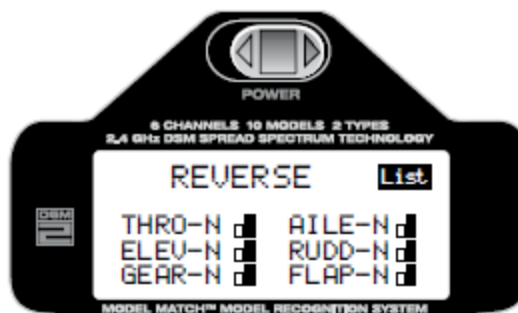 POWER
6 CHANNELS 10 MODELS 2 TYPES
2.4 GHz DSM SPREAD SPECTRUM TECHNOLOGY
REVERSE List
DSM
2
THRO-N AILE-N
ELEV-N RUDD-N
GEAR-N FLAP-N
MODEL MATCH™ MODEL RECOGNITION SYSTEM